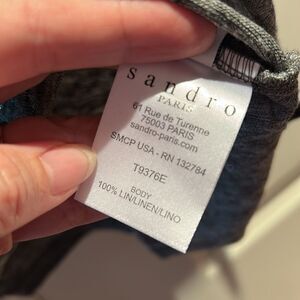 sandro
PARIS
61 Rue de Turenne
75003 PARIS
sandro-paris.com
SMCP USA - RN 132784
T9376E
BODY
100% LIN/LINEN/LINO